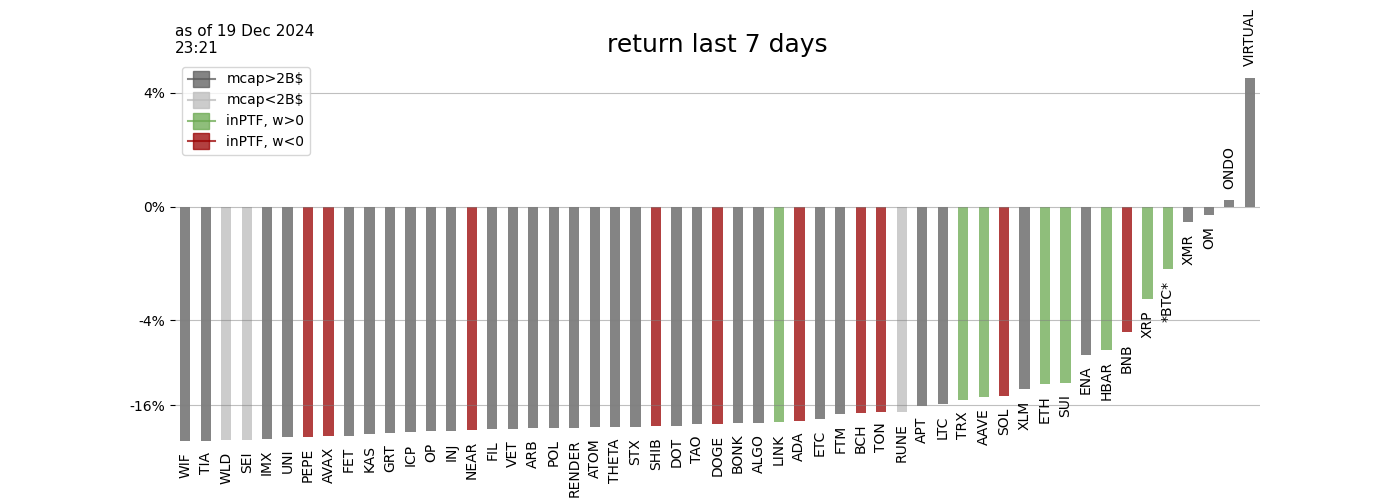 as of 19 Dec 2024
23:21
return last 7 days
mcap>2B$
mcap<2B$
inPTF, w>0
inPTF, w<0
4%
0%
-4%
-16%
WIF
TIA
WLD
SEI
IMX
UNI
PEPE
AVAX
FET
KAS
GRT
ICP
OP
INJ
NEAR
FIL
VET
ARB
POL
RENDER
ATOM
THETA
STX
SHIB
DOT
TAO
DOGE
BONK
ALGO
LINK
ADA
ETC
FTM
BCH
TON
RUNE
APT
LTC
TRX
AAVE
SOL
XLM
ETH
SUI
ENA
HBAR
BNB
XRP
*BTC*
XMR
OM
ONDO
VIRTUAL